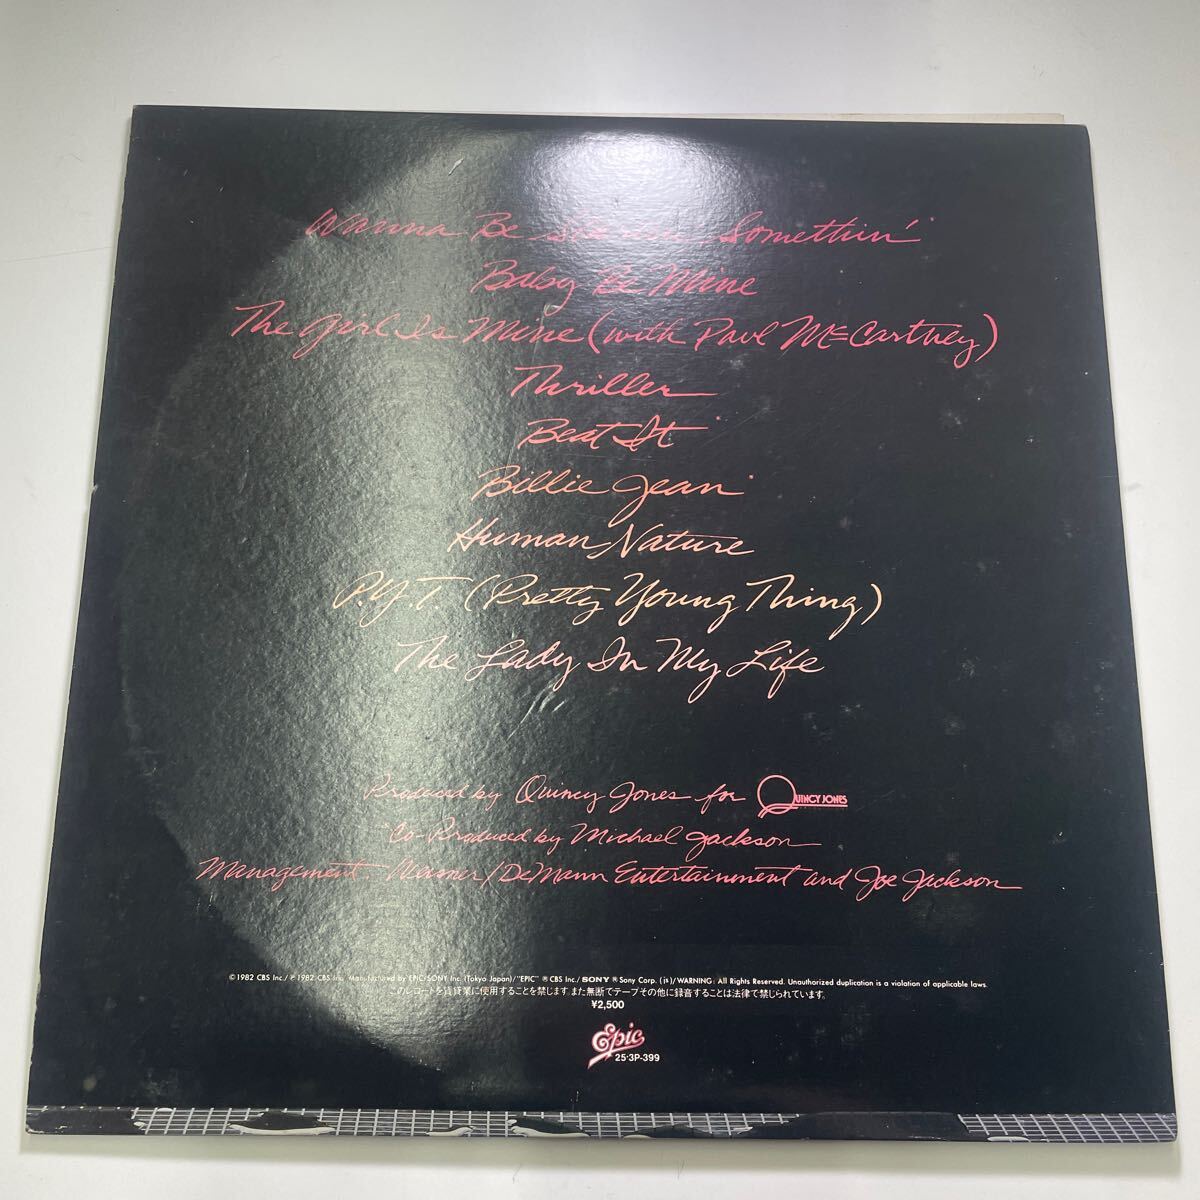 Wanna Be Startin' Somethin'
Baby Be Mine
The Girl Is Mine (with Paul McCartney)
Thriller
Beat It
Billie Jean
Human Nature
P.Y.T. (Pretty Young Thing)
The Lady In My Life
Produced by Quincy Jones for QUINCY JONES
Co-Produced by Michael Jackson
Management: Weisner/DeMann Entertainment and Joe Jackson
©1982 CBS Inc./℗1982 CBS Inc. Manufactured by EPIC/SONY Inc. (Tokyo Japan)/"EPIC" ® CBS Inc./ SONY ® Sony Corp. (is)/WARNING: All Rights Reserved. Unauthorized duplication is a violation of applicable laws.
このレコードを賃貸業に使用することを禁じます。また無断でテープその他に録音することは法律で禁じられています。
¥2,500
Epic
25·3P-399